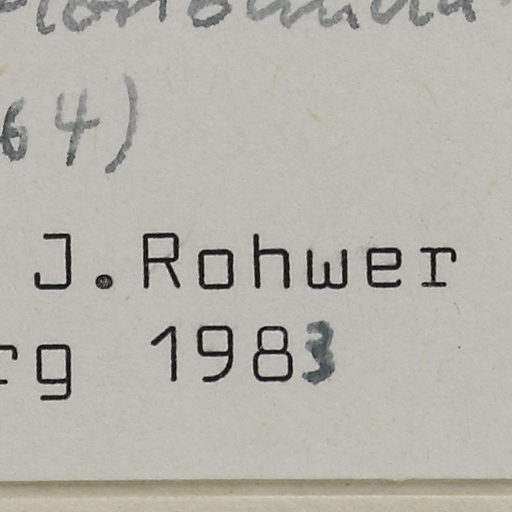 64)
J. Rohwer
rg 1983